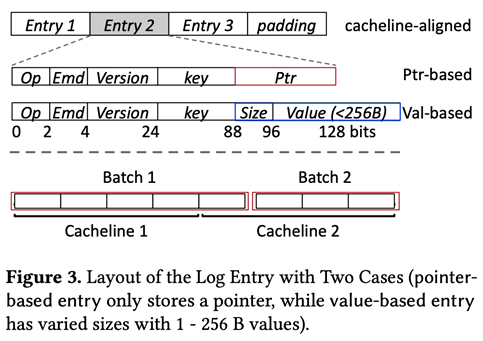 Entry 1 Entry 2 Entry 3 padding cacheline-aligned
Ptr-based
Op Emd Version key Ptr
Op Emd Version key Size Value (<256B) Val-based
0 2 4 24 88 96 128 bits
Batch 1 Batch 2
Cacheline 1 Cacheline 2
Figure 3. Layout of the Log Entry with Two Cases (pointer-
based entry only stores a pointer, while value-based entry
has varied sizes with 1 - 256 B values).